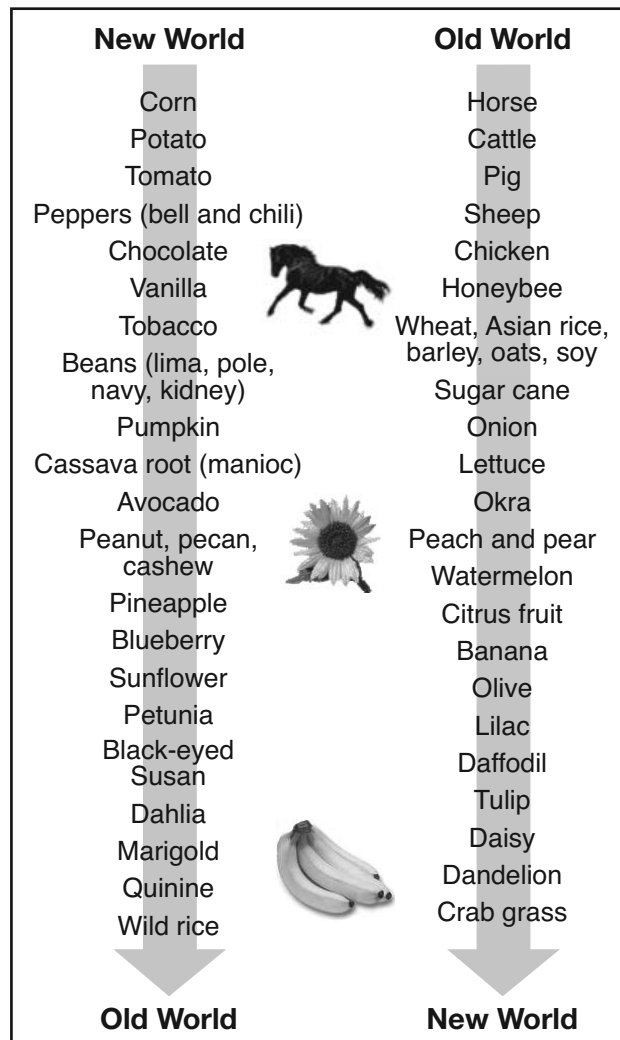 New World
Corn
Potato
Tomato
Peppers (bell and chili)
Chocolate
Vanilla
Tobacco
Beans (lima, pole,
navy, kidney)
Pumpkin
Cassava root (manioc)
Avocado
Peanut, pecan,
cashew
Pineapple
Blueberry
Sunflower
Petunia
Black-eyed
Susan
Dahlia
Marigold
Quinine
Wild rice
Old World
Old World
Horse
Cattle
Pig
Sheep
Chicken
Honeybee
Wheat, Asian rice,
barley, oats, soy
Sugar cane
Onion
Lettuce
Okra
Peach and pear
Watermelon
Citrus fruit
Banana
Olive
Lilac
Daffodil
Tulip
Daisy
Dandelion
Crab grass
New World